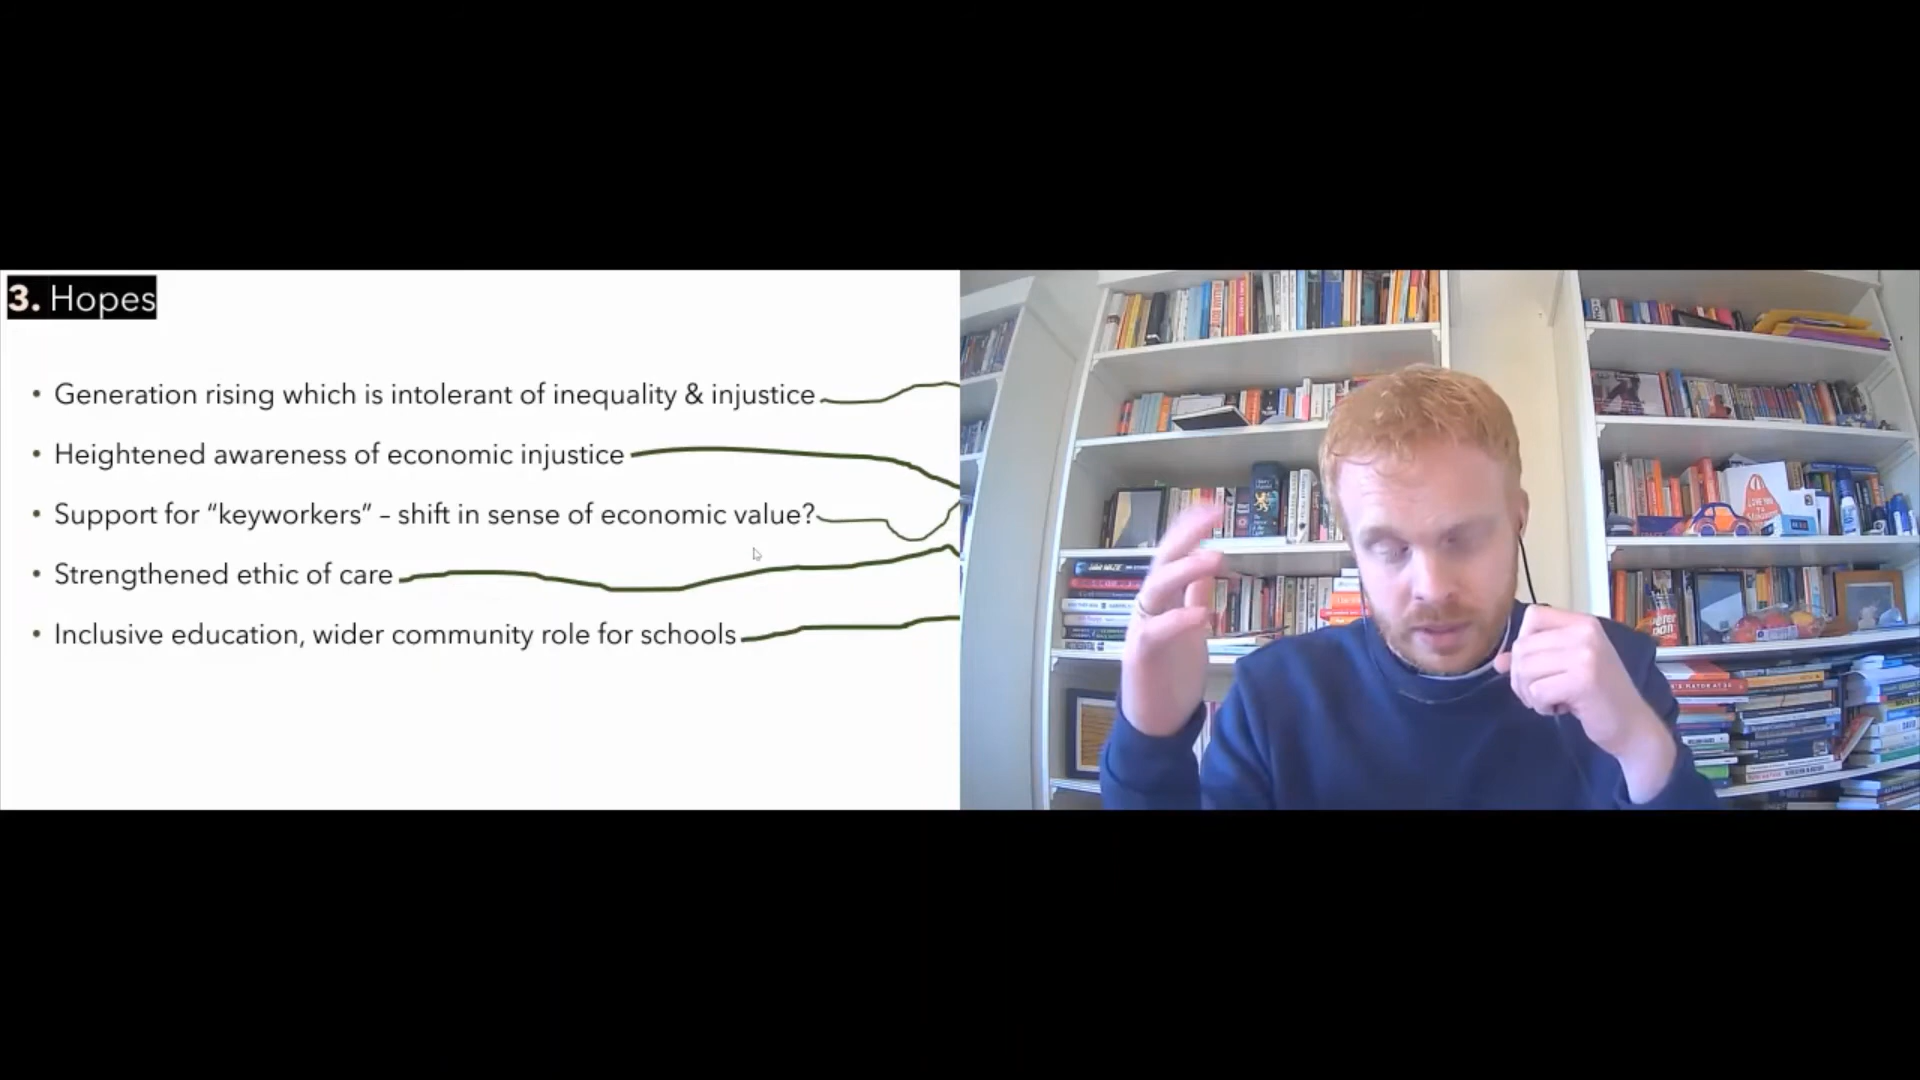 3. Hopes
• Generation rising which is intolerant of inequality & injustice
• Heightened awareness of economic injustice
• Support for “keyworkers” – shift in sense of economic value?
• Strengthened ethic of care
• Inclusive education, wider community role for schools